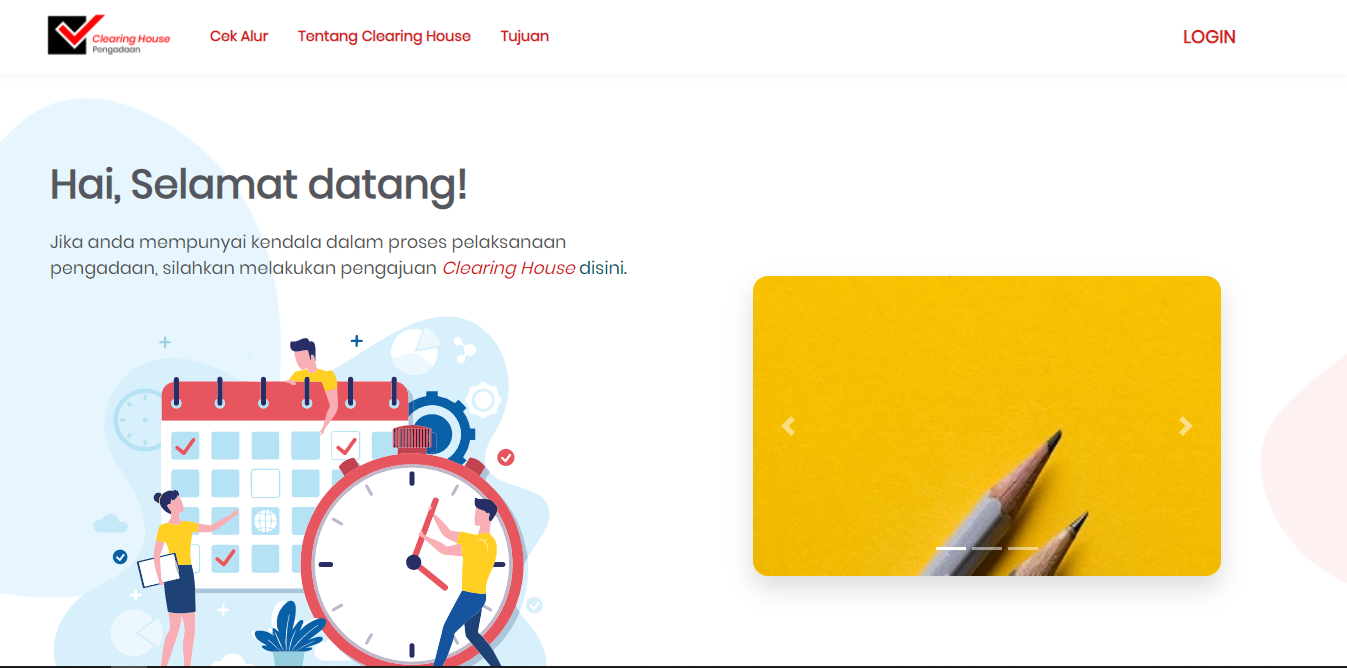 Clearing House
Pengadaan
Cek Alur
Tentang Clearing House
Tujuan
LOGIN
Hai, Selamat datang!
Jika anda mempunyai kendala dalam proses pelaksanaan
pengadaan, silahkan melakukan pengajuan Clearing House disini.